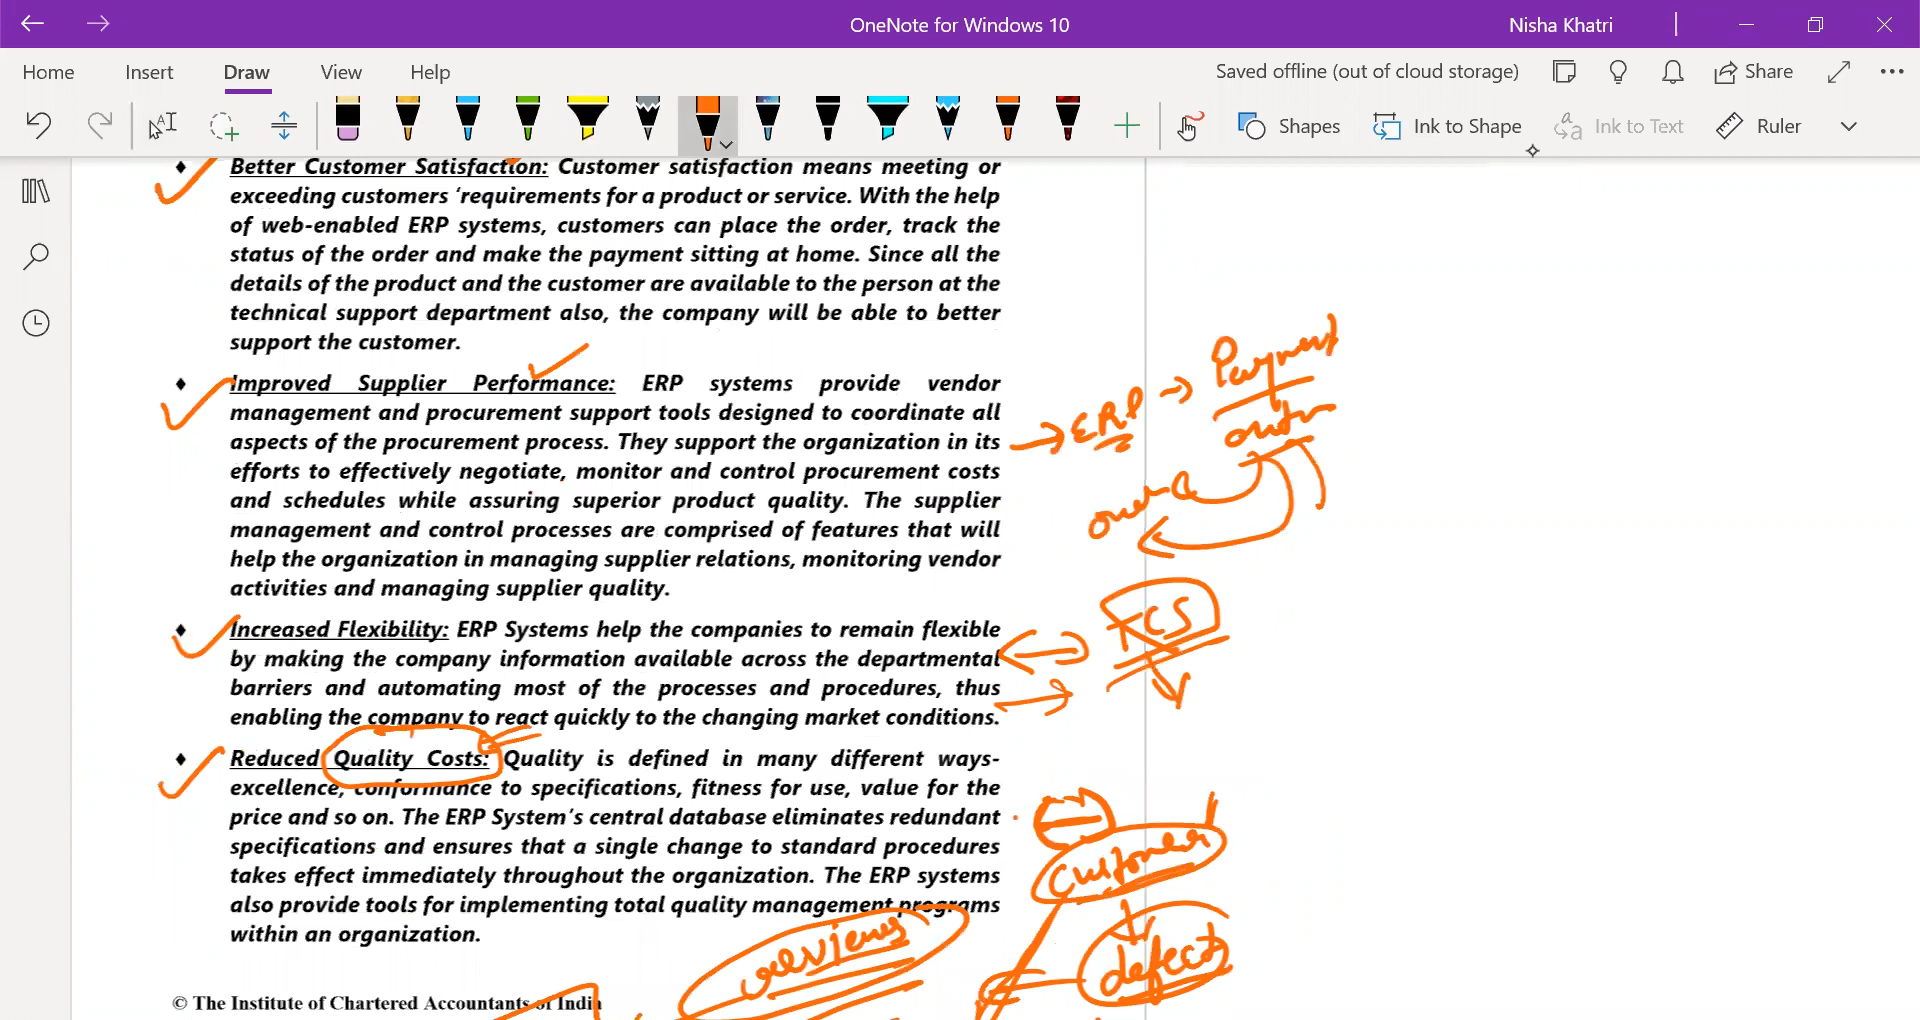 OneNote for Windows 10
Nisha Khatri
Home Insert Draw View Help
Saved offline (out of cloud storage)
Share
Shapes
Ink to Shape
Ink to Text
Ruler
♦ Better Customer Satisfaction: Customer satisfaction means meeting or
exceeding customers ‘requirements for a product or service. With the help
of web-enabled ERP systems, customers can place the order, track the
status of the order and make the payment sitting at home. Since all the
details of the product and the customer are available to the person at the
technical support department also, the company will be able to better
support the customer.
♦ Improved Supplier Performance: ERP systems provide vendor
management and procurement support tools designed to coordinate all
aspects of the procurement process. They support the organization in its
efforts to effectively negotiate, monitor and control procurement costs
and schedules while assuring superior product quality. The supplier
management and control processes are comprised of features that will
help the organization in managing supplier relations, monitoring vendor
activities and managing supplier quality.
♦ Increased Flexibility: ERP Systems help the companies to remain flexible
by making the company information available across the departmental
barriers and automating most of the processes and procedures, thus
enabling the company to react quickly to the changing market conditions.
♦ Reduced Quality Costs: Quality is defined in many different ways-
excellence, conformance to specifications, fitness for use, value for the
price and so on. The ERP System’s central database eliminates redundant
specifications and ensures that a single change to standard procedures
takes effect immediately throughout the organization. The ERP systems
also provide tools for implementing total quality management programs
within an organization.
© The Institute of Chartered Accountants of India
Payment
ERP
customer
defects
reviews